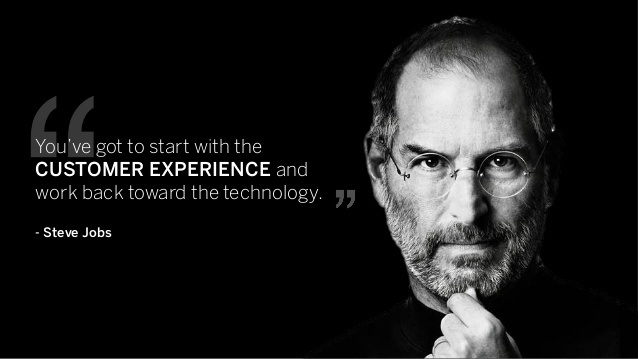 “
You've got to start with the
CUSTOMER EXPERIENCE and
work back toward the technology. ”
- Steve Jobs